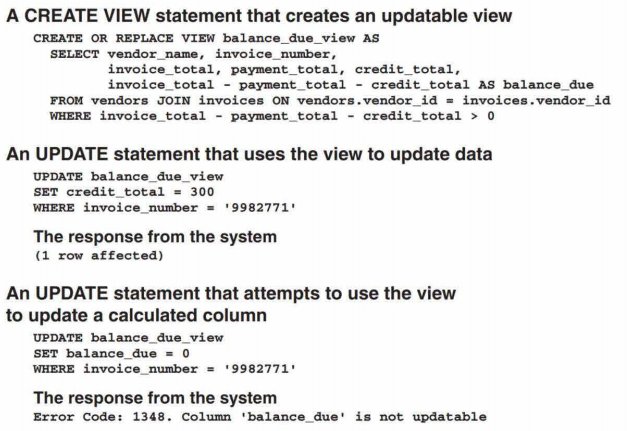 A CREATE VIEW statement that creates an updatable view
CREATE OR REPLACE VIEW balance_due_view AS
SELECT vendor_name, invoice_number,
invoice_total, payment_total, credit_total,
invoice_total - payment_total - credit_total AS balance_due
FROM vendors JOIN invoices ON vendors.vendor_id = invoices.vendor_id
WHERE invoice_total - payment_total - credit_total > 0
An UPDATE statement that uses the view to update data
UPDATE balance_due_view
SET credit_total = 300
WHERE invoice_number = '9982771'
The response from the system
(1 row affected)
An UPDATE statement that attempts to use the view
to update a calculated column
UPDATE balance_due_view
SET balance_due = 0
WHERE invoice_number = '9982771'
The response from the system
Error Code: 1348. Column 'balance_due' is not updatable